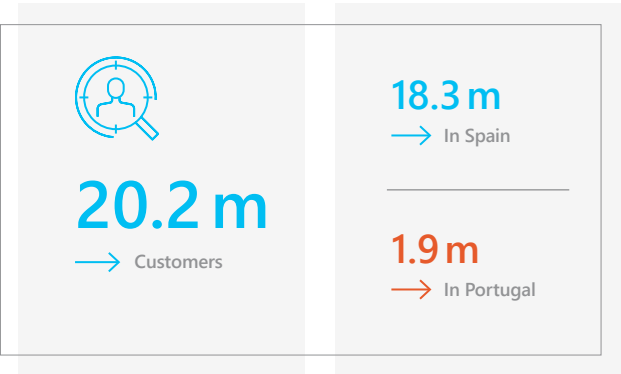 20.2 m
Customers
18.3 m
In Spain
1.9 m
In Portugal